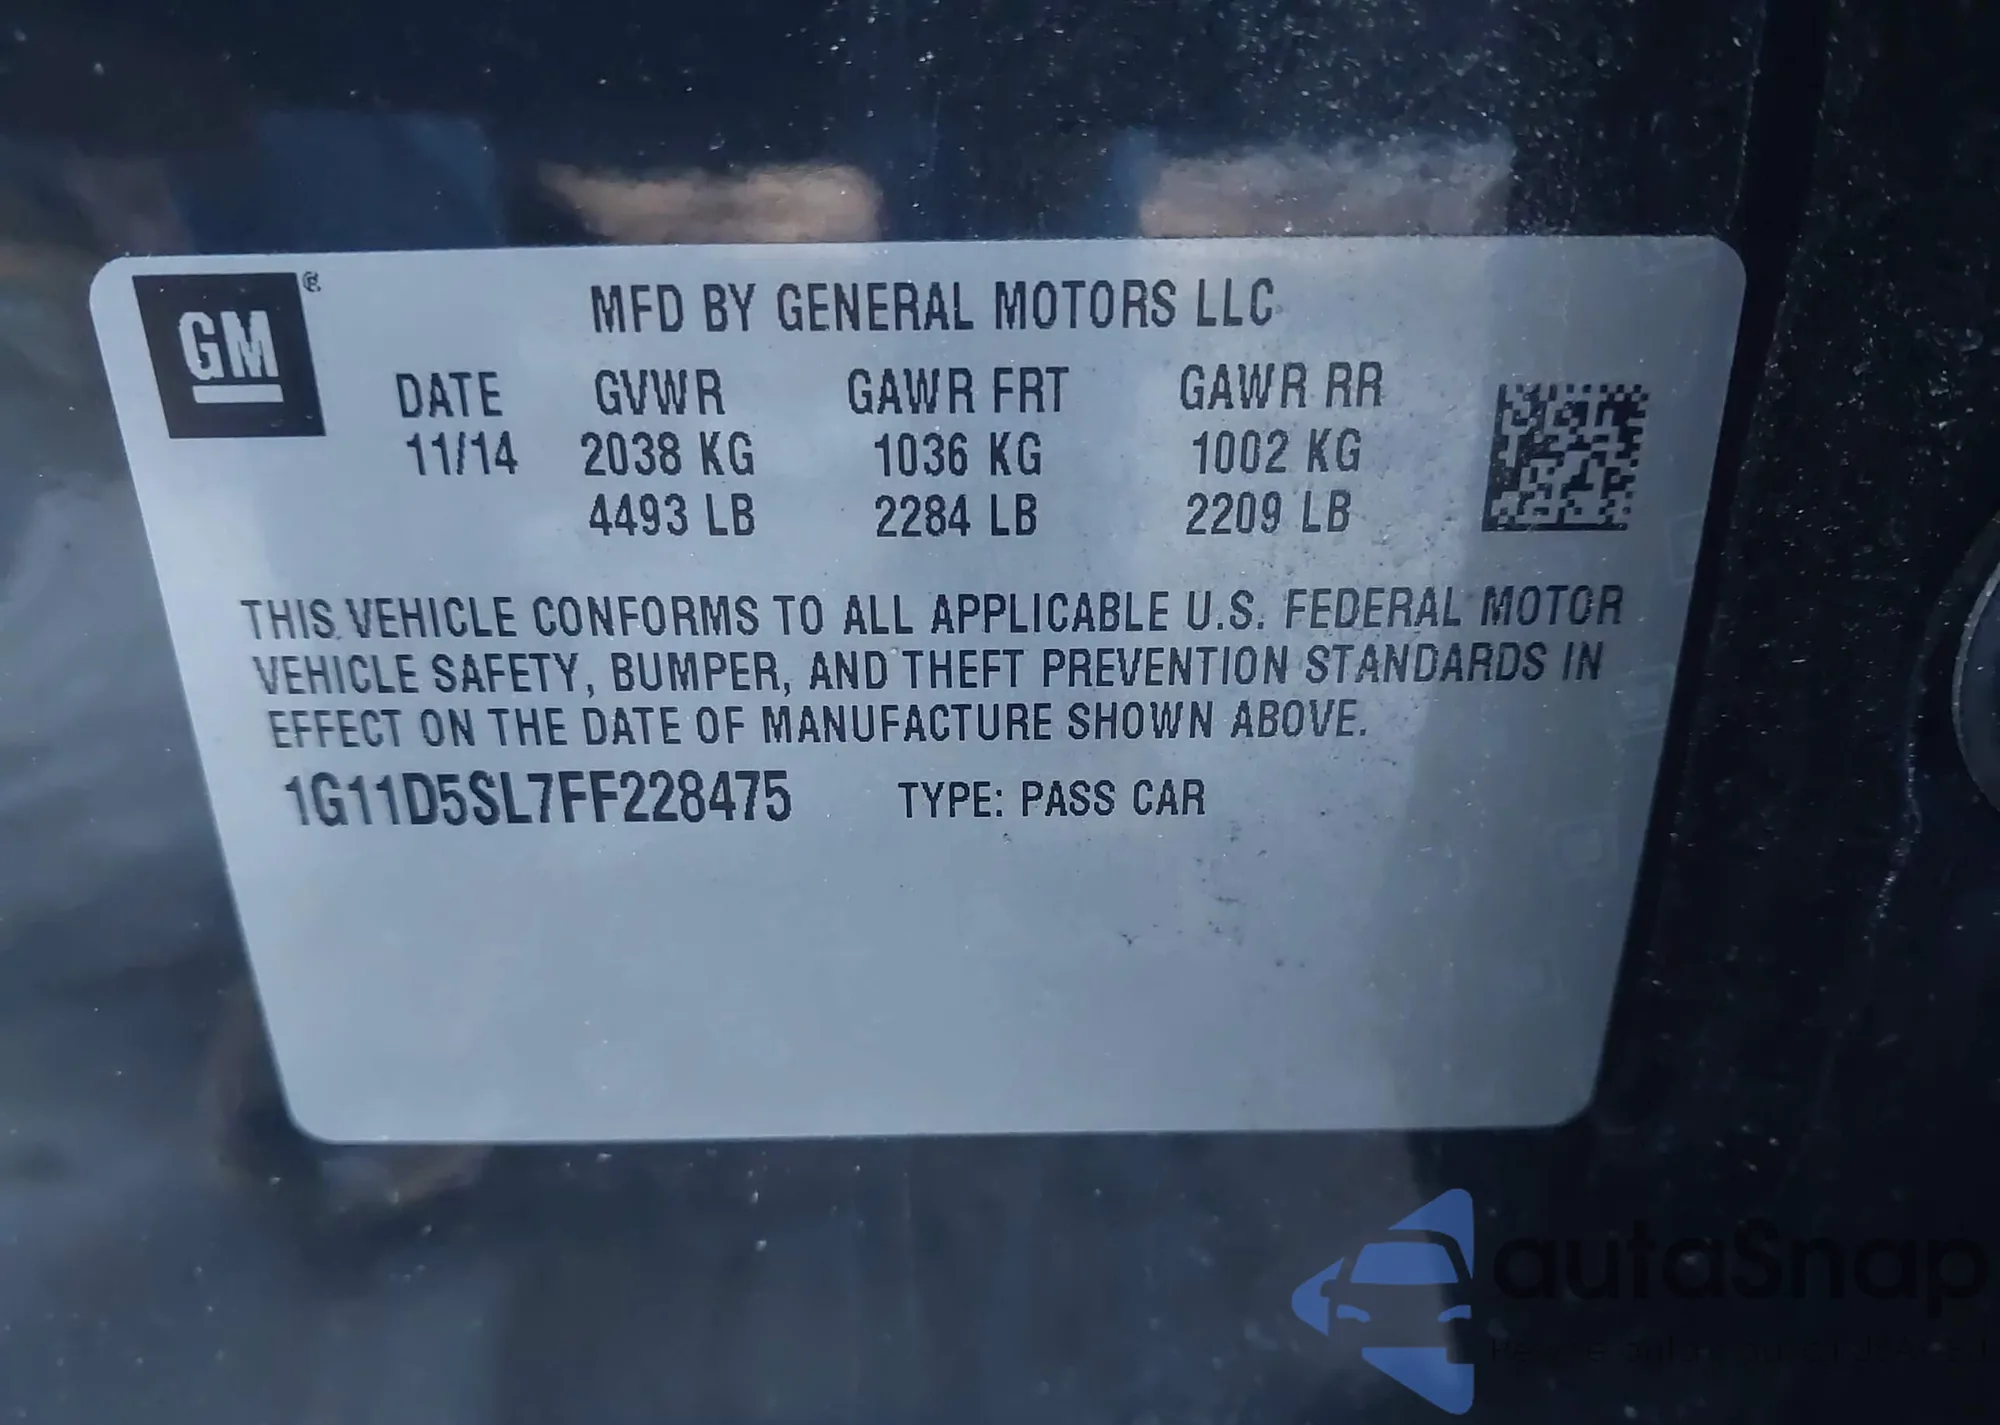 GM ®
MFD BY GENERAL MOTORS LLC
DATE GVWR GAWR FRT GAWR RR
11/14 2038 KG 1036 KG 1002 KG
4493 LB 2284 LB 2209 LB
THIS VEHICLE CONFORMS TO ALL APPLICABLE U.S. FEDERAL MOTOR
VEHICLE SAFETY, BUMPER, AND THEFT PREVENTION STANDARDS IN
EFFECT ON THE DATE OF MANUFACTURE SHOWN ABOVE.
1G11D5SL7FF228475 TYPE: PASS CAR
autaSnap